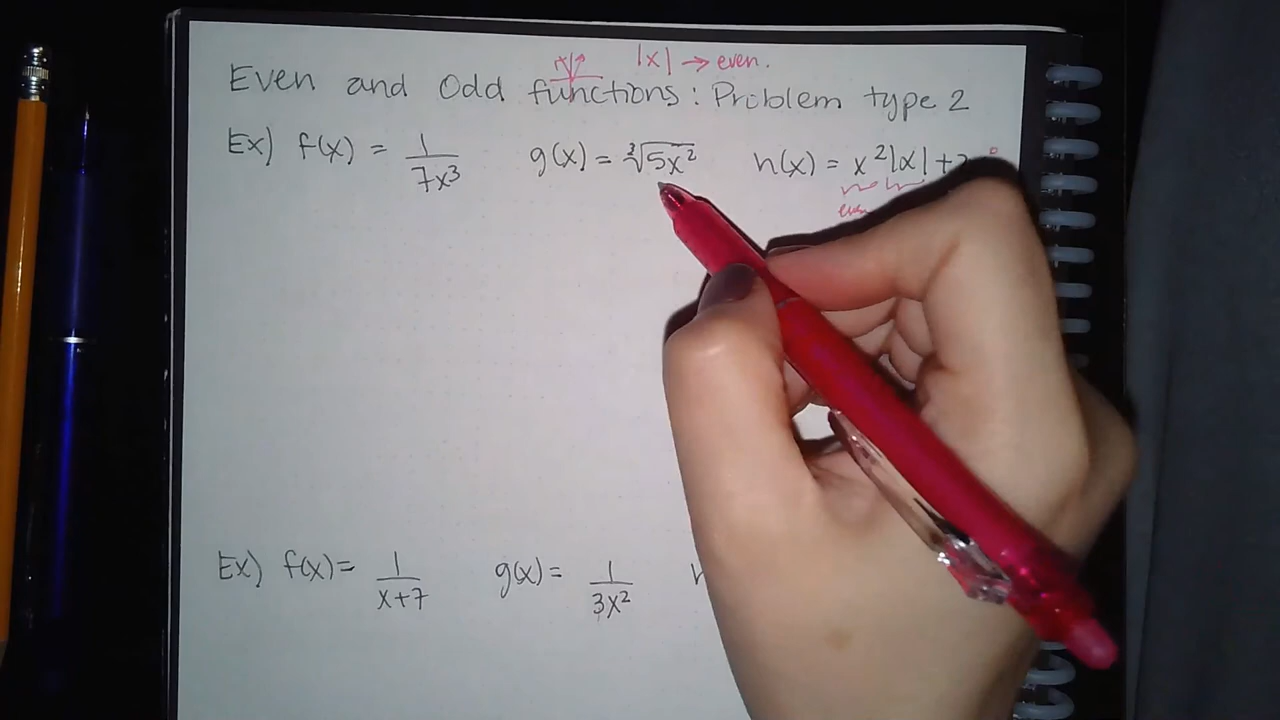 |x| → even.
Even and Odd functions: Problem type 2
Ex) f(x) = 1/7x³ g(x) = ∛5x² h(x) = x²|x| +
Ex) f(x) = 1/x+7 g(x) = 1/3x²